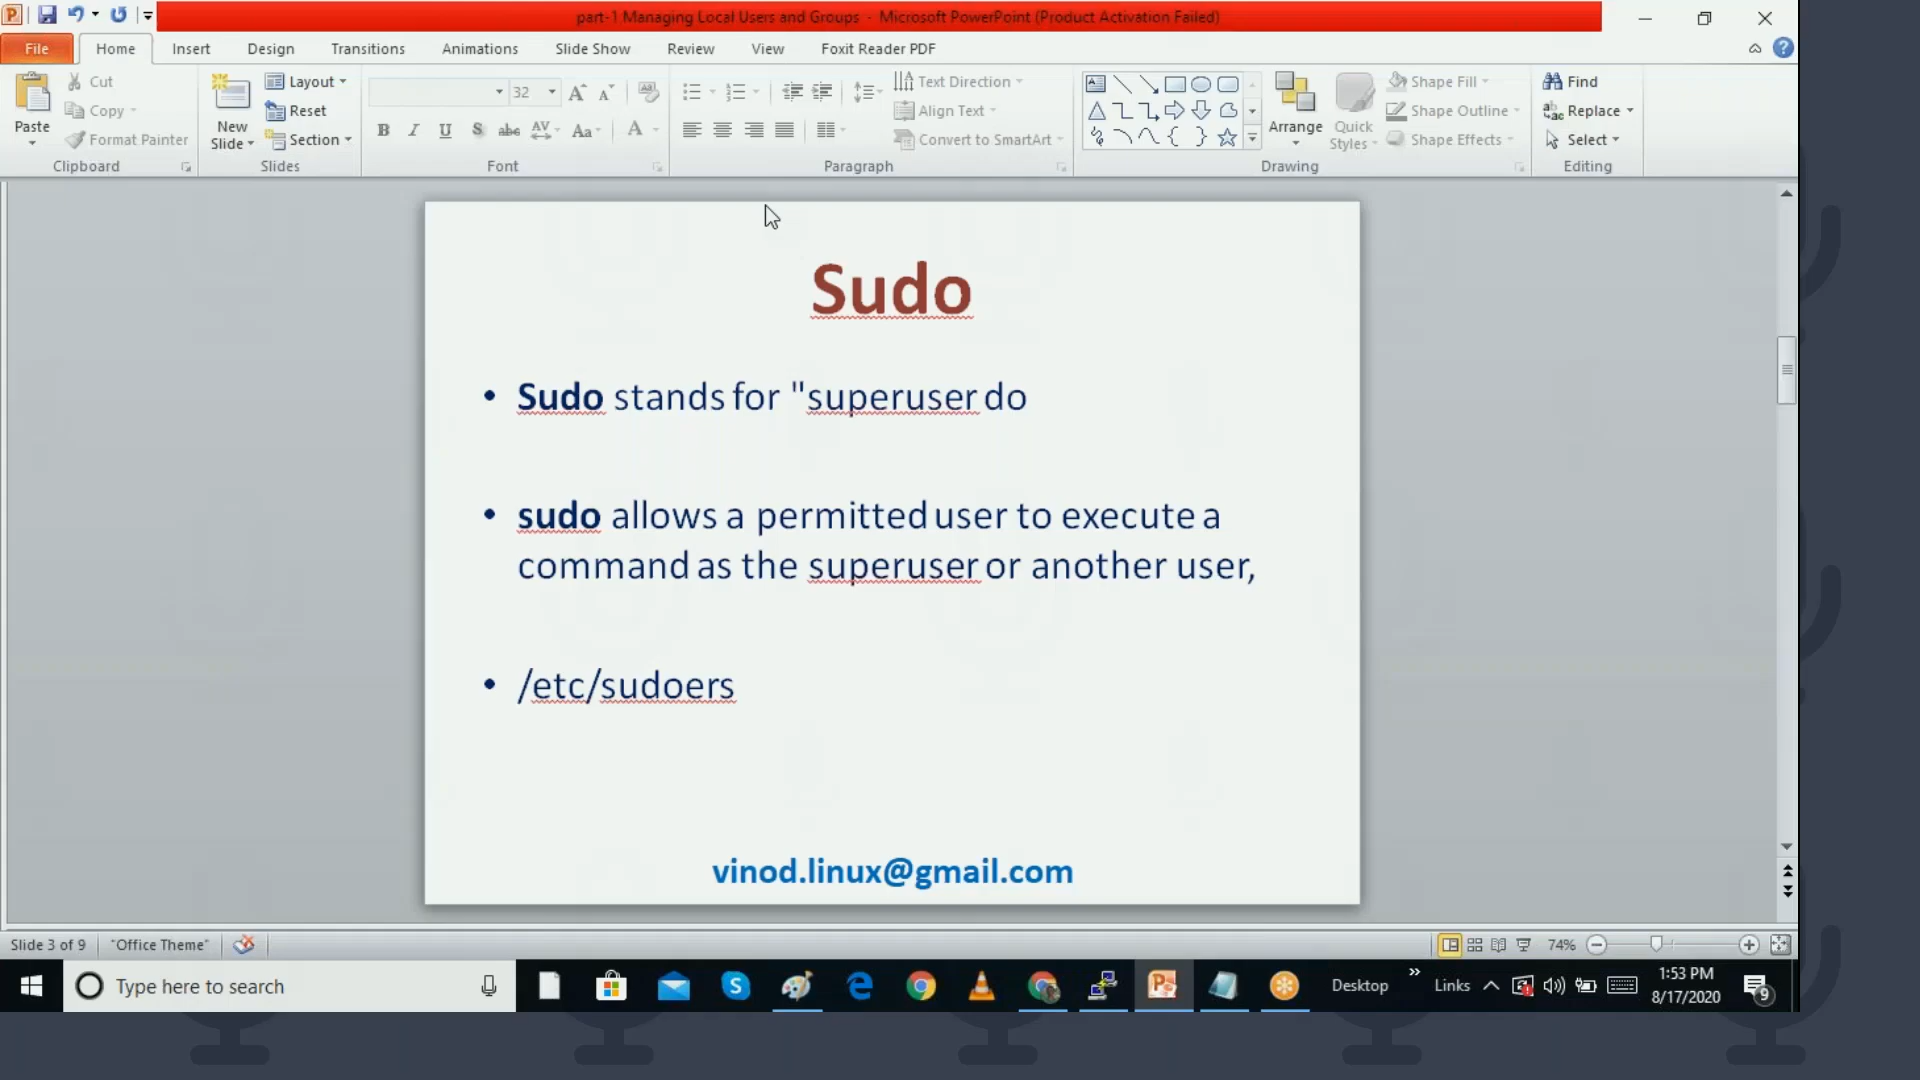 part-1 Managing Local Users and Groups - Microsoft PowerPoint (Product Activation Failed)
File Home Insert Design Transitions Animations Slide Show Review View Foxit Reader PDF
Paste Cut Copy Format Painter
Clipboard
New Slide Layout Reset Section
Slides
32
B I U S abc AV Aa A
Font
Text Direction
Align Text
Convert to SmartArt
Paragraph
Arrange Quick Styles
Shape Fill
Shape Outline
Shape Effects
Drawing
Find
Replace
Select
Editing
Sudo
• Sudo stands for "superuser do
• sudo allows a permitted user to execute a
command as the superuser or another user,
• /etc/sudoers
vinod.linux@gmail.com
Slide 3 of 9 "Office Theme" 74%
Type here to search Desktop Links 1:53 PM
8/17/2020 9